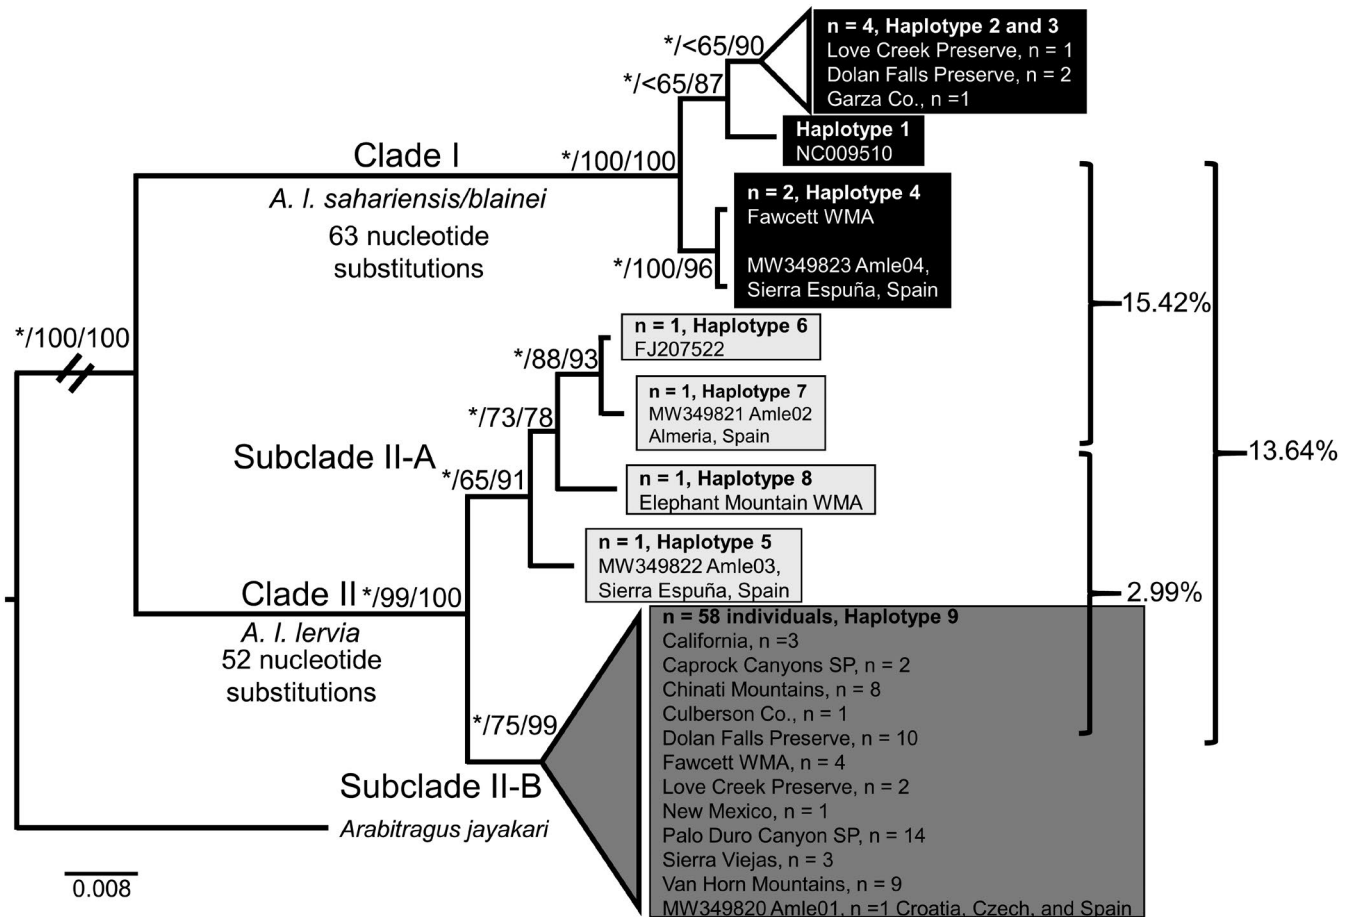 */<65/90
n = 4, Haplotype 2 and 3
Love Creek Preserve, n = 1
Dolan Falls Preserve, n = 2
Garza Co., n =1
*/<65/87
Haplotype 1
NC009510
Clade I
*/100/100
A. l. sahariensis/blainei
63 nucleotide
substitutions
n = 2, Haplotype 4
Fawcett WMA
MW349823 Amle04,
Sierra Espuña, Spain
*/100/96
15.42%
*/100/100
n = 1, Haplotype 6
FJ207522
*/88/93
n = 1, Haplotype 7
MW349821 Amle02
Almeria, Spain
*/73/78
Subclade II-A
*/65/91
13.64%
n = 1, Haplotype 8
Elephant Mountain WMA
n = 1, Haplotype 5
MW349822 Amle03,
Sierra Espuña, Spain
Clade II
*/99/100
A. l. lervia
52 nucleotide
substitutions
2.99%
n = 58 individuals, Haplotype 9
California, n =3
Caprock Canyons SP, n = 2
Chinati Mountains, n = 8
Culberson Co., n = 1
Dolan Falls Preserve, n = 10
Fawcett WMA, n = 4
Love Creek Preserve, n = 2
New Mexico, n = 1
Palo Duro Canyon SP, n = 14
Sierra Viejas, n = 3
Van Horn Mountains, n = 9
MW349820 Amle01, n =1 Croatia, Czech, and Spain
*/75/99
Subclade II-B
Arabitragus jayakari
0.008